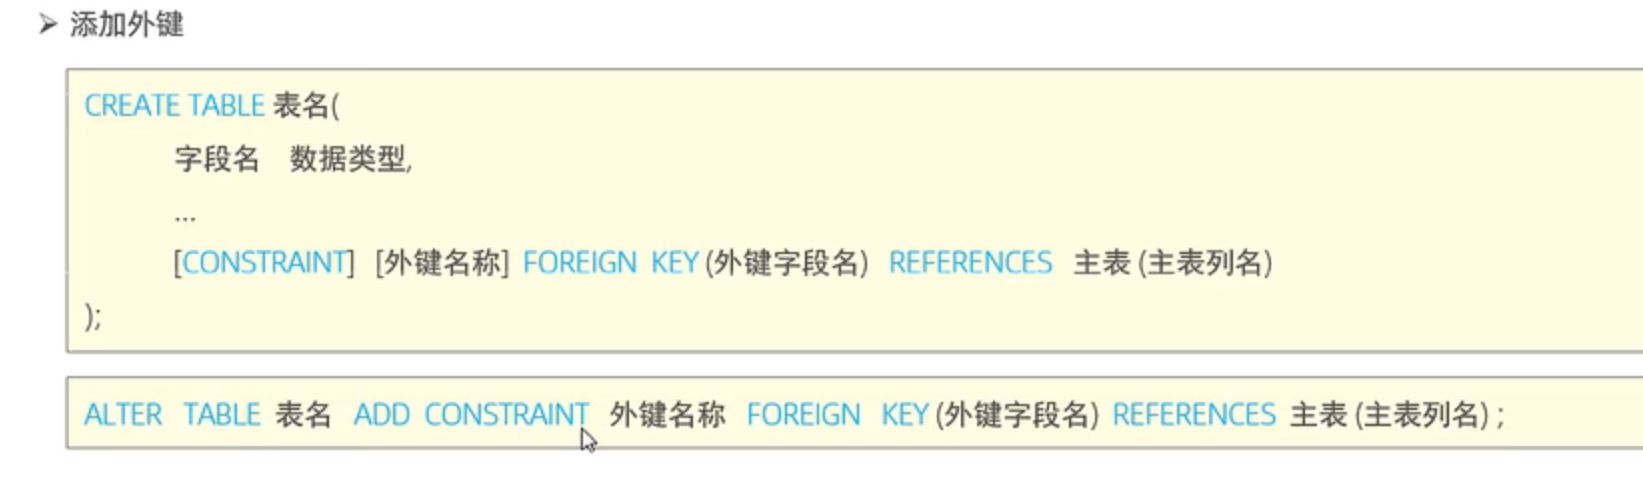 ➢ 添加外键
CREATE TABLE 表名(
字段名 数据类型,
...
[CONSTRAINT] [外键名称] FOREIGN KEY (外键字段名) REFERENCES 主表 (主表列名)
);
ALTER TABLE 表名 ADD CONSTRAINT 外键名称 FOREIGN KEY (外键字段名) REFERENCES 主表 (主表列名) ;